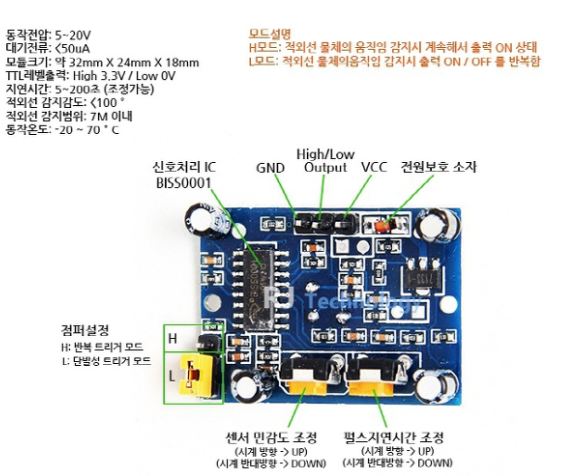 동작전압: 5~20V
대기전류: <50uA
모듈크기: 약 32mm X 24mm X 18mm
TTL레벨출력: High 3.3V / Low 0V
지연시간: 5~200초 (조정가능)
적외선 감지감도: <100 °
적외선 감지범위: 7M 이내
동작온도: -20 ~ 70 ° C
모드설명
H모드: 적외선 물체의 움직임 감지시 계속해서 출력 ON 상태
L모드: 적외선 물체의움직임 감지시 출력 ON / OFF 를 반복함
신호처리 IC
BISS0001
GND
High/Low
Output
VCC
전원보호 소자
Technology
점퍼설정
H: 반복 트리거 모드
L: 단발성 트리거 모드
H
L
센서 민감도 조정
(시계 방향 -> UP)
(시계 반대방향 -> DOWN)
펄스지연시간 조정
(시계 방향 -> UP)
(시계 반대방향 -> DOWN)